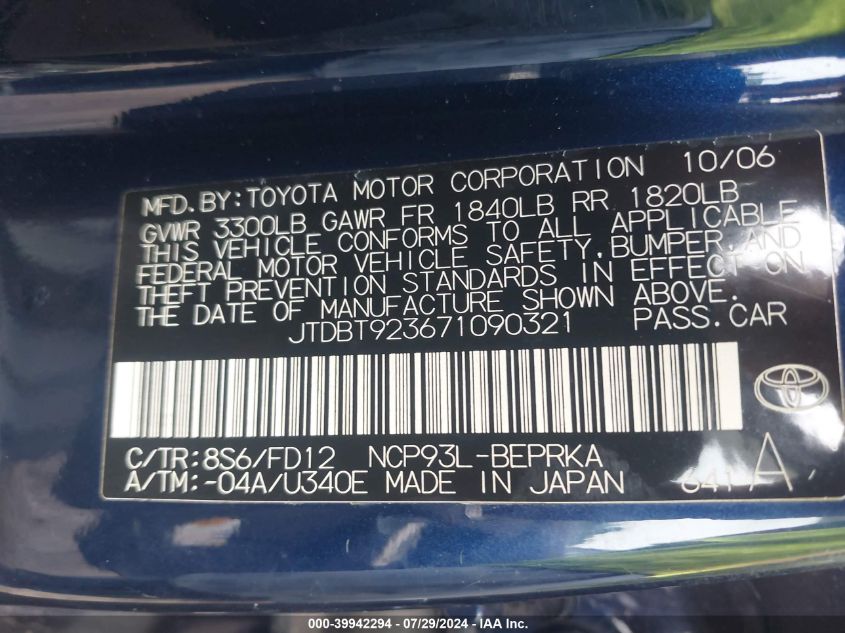 MFD. BY: TOYOTA MOTOR CORPORATION 10/06
GVWR 3300LB GAWR FR 1840LB RR 1820LB
THIS VEHICLE CONFORMS TO ALL APPLICABLE
FEDERAL MOTOR VEHICLE SAFETY, BUMPER, AND
THEFT PREVENTION STANDARDS IN EFFECT ON
THE DATE OF MANUFACTURE SHOWN ABOVE.
JTDBT923671090321 PASS. CAR
C/TR: 8S6/FD12 NCP93L-BEPRKA A
A/TM: -04A/U340E MADE IN JAPAN 641
000-39942294 - 07/29/2024 - IAA Inc.